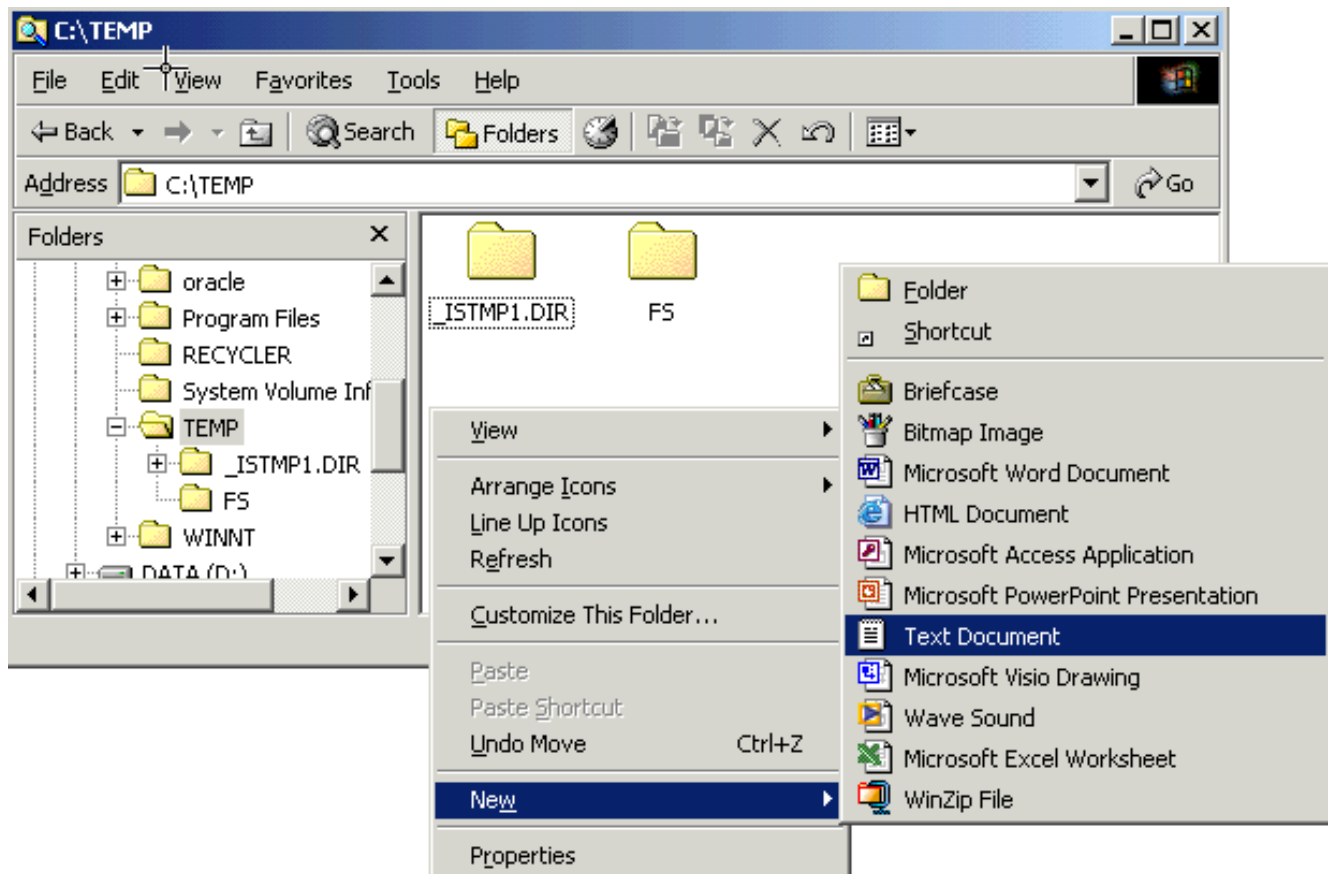 C:\TEMP
File Edit View Favorites Tools Help
Back Search Folders
Address C:\TEMP Go
Folders
oracle
Program Files
RECYCLER
System Volume Inf
TEMP
_ISTMP1.DIR
FS
WINNT
DATA (D:)
_ISTMP1.DIR FS
View
Arrange Icons
Line Up Icons
Refresh
Customize This Folder...
Paste
Paste Shortcut
Undo Move Ctrl+Z
New
Properties
Folder
Shortcut
Briefcase
Bitmap Image
Microsoft Word Document
HTML Document
Microsoft Access Application
Microsoft PowerPoint Presentation
Text Document
Microsoft Visio Drawing
Wave Sound
Microsoft Excel Worksheet
WinZip File